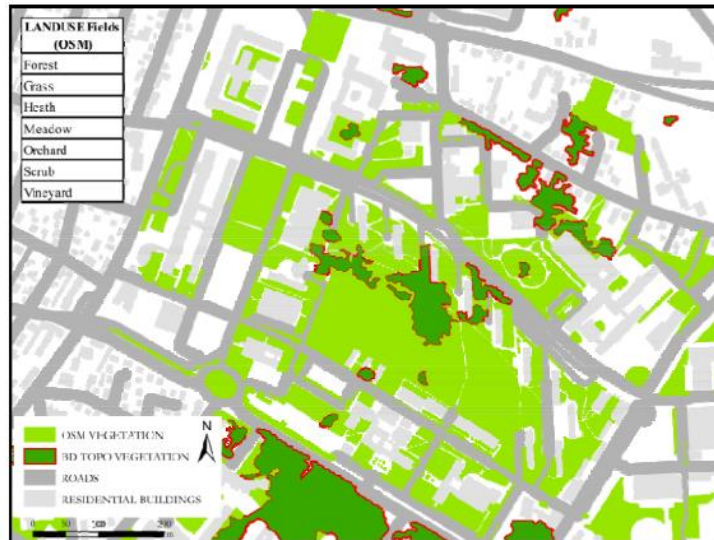 LANDUSE Fields
(OSM)
Forest
Grass
Heath
Meadow
Orchard
Scrub
Vineyard
OSM VEGETATION
BD TOPO VEGETATION
ROADS
RESIDENTIAL BUILDINGS
N
0 50 100 200
m